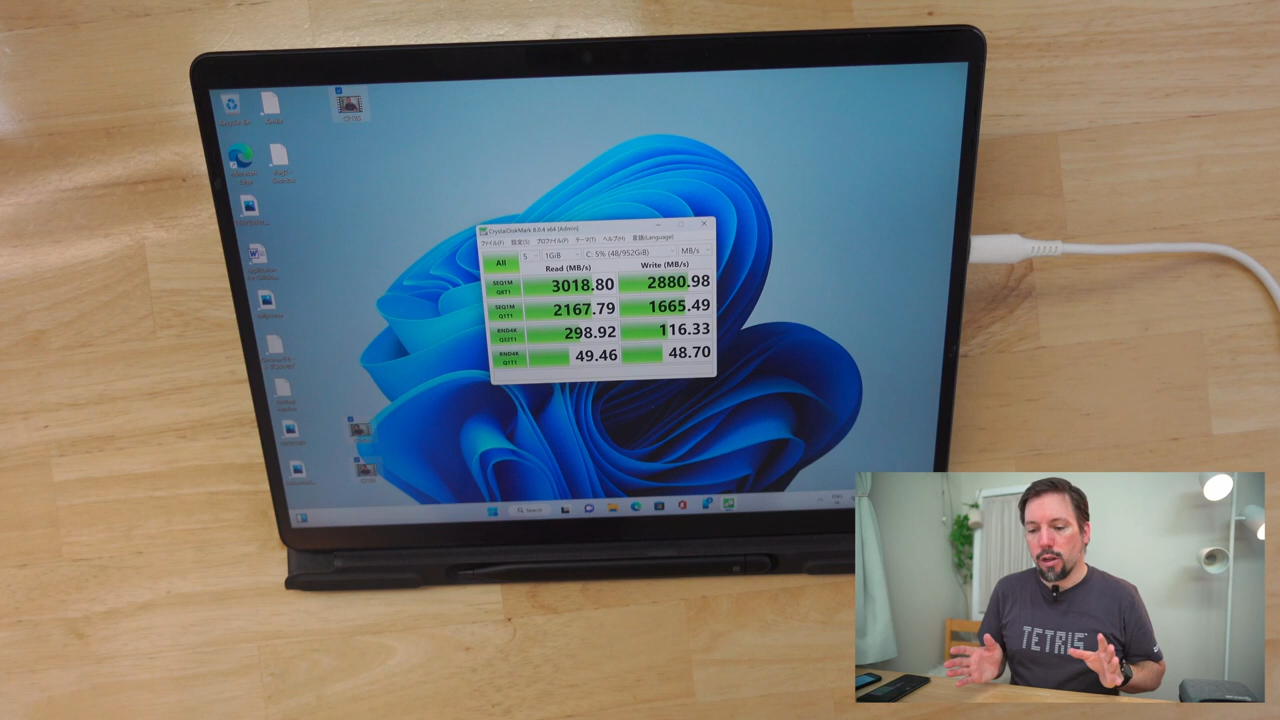 CrystalDiskMark 8.0.4 x64 [Admin]
ファイル(F) 設定(S) プロファイル(P) テーマ(T) ヘルプ(H) 言語(Language)
All 5 1GiB C: 5% (48/952GiB) MB/s
Read (MB/s) Write (MB/s)
SEQ1M
Q8T1 3018.80 2880.98
SEQ1M
Q1T1 2167.79 1665.49
RND4K
Q32T1 298.92 116.33
RND4K
Q1T1 49.46 48.70
Microsoft
Edge
Search
TETRIS